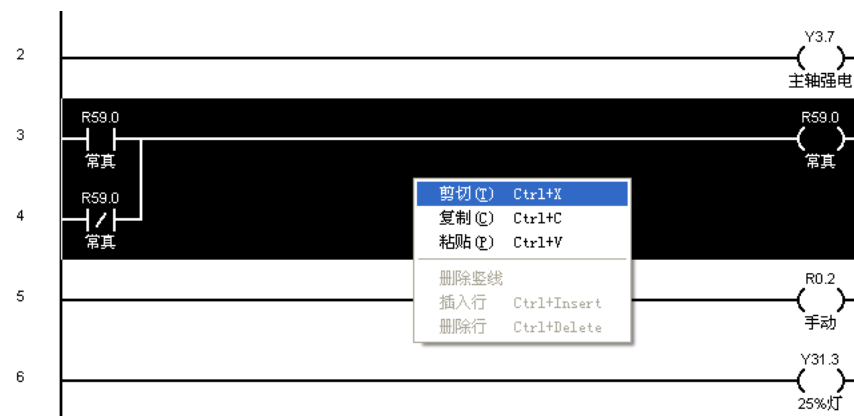 2
Y3.7
主轴强电
R59.0
R59.0
3
常真
常真
剪切(T) Ctrl+X
R59.0
复制(C) Ctrl+C
4
粘贴(P) Ctrl+V
常真
删除竖线
R0.2
5
插入行 Ctrl+Insert
手动
删除行 Ctrl+Delete
Y31.3
6
25%灯